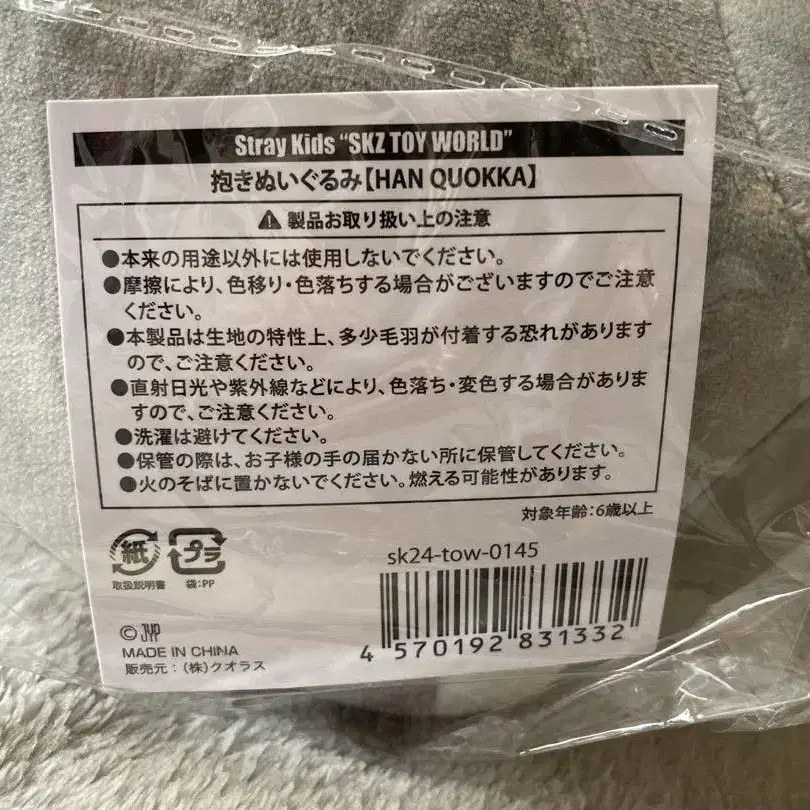 Stray Kids “SKZ TOY WORLD”
抱きぬいぐるみ【HAN QUOKKA】
⚠ 製品お取り扱い上の注意
●本来の用途以外には使用しないでください。
●摩擦により、色移り・色落ちする場合がございますのでご注意
ください。
●本製品は生地の特性上、多少毛羽が付着する恐れがあります
ので、ご注意ください。
●直射日光や紫外線などにより、色落ち・変色する場合がありま
すので、ご注意ください。
●洗濯は避けてください。
●保管の際は、お子様の手の届かない所に保管してください。
●火のそばに置かないでください。燃える可能性があります。
対象年齢:6歳以上
紙
プラ
取扱説明書
袋:PP
sk24-tow-0145
4 570192 831332
© JYP
MADE IN CHINA
販売元:(株)クオラス